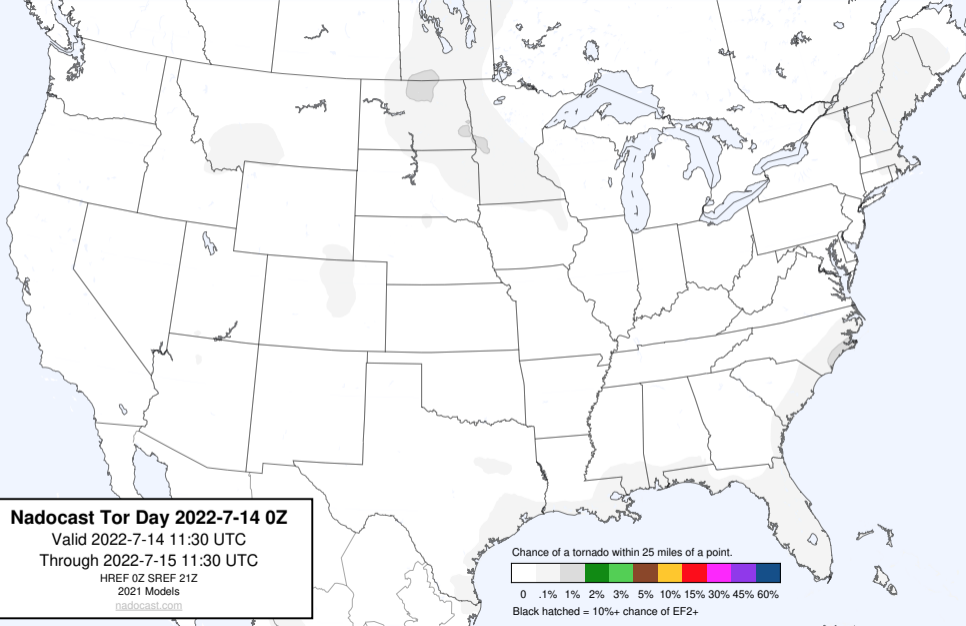 Nadocast Tor Day 2022-7-14 0Z
Valid 2022-7-14 11:30 UTC
Through 2022-7-15 11:30 UTC
HREF 0Z SREF 21Z
2021 Models
nadocast.com
Chance of a tornado within 25 miles of a point.
0 .1% 1% 2% 3% 5% 10% 15% 30% 45% 60%
Black hatched = 10%+ chance of EF2+